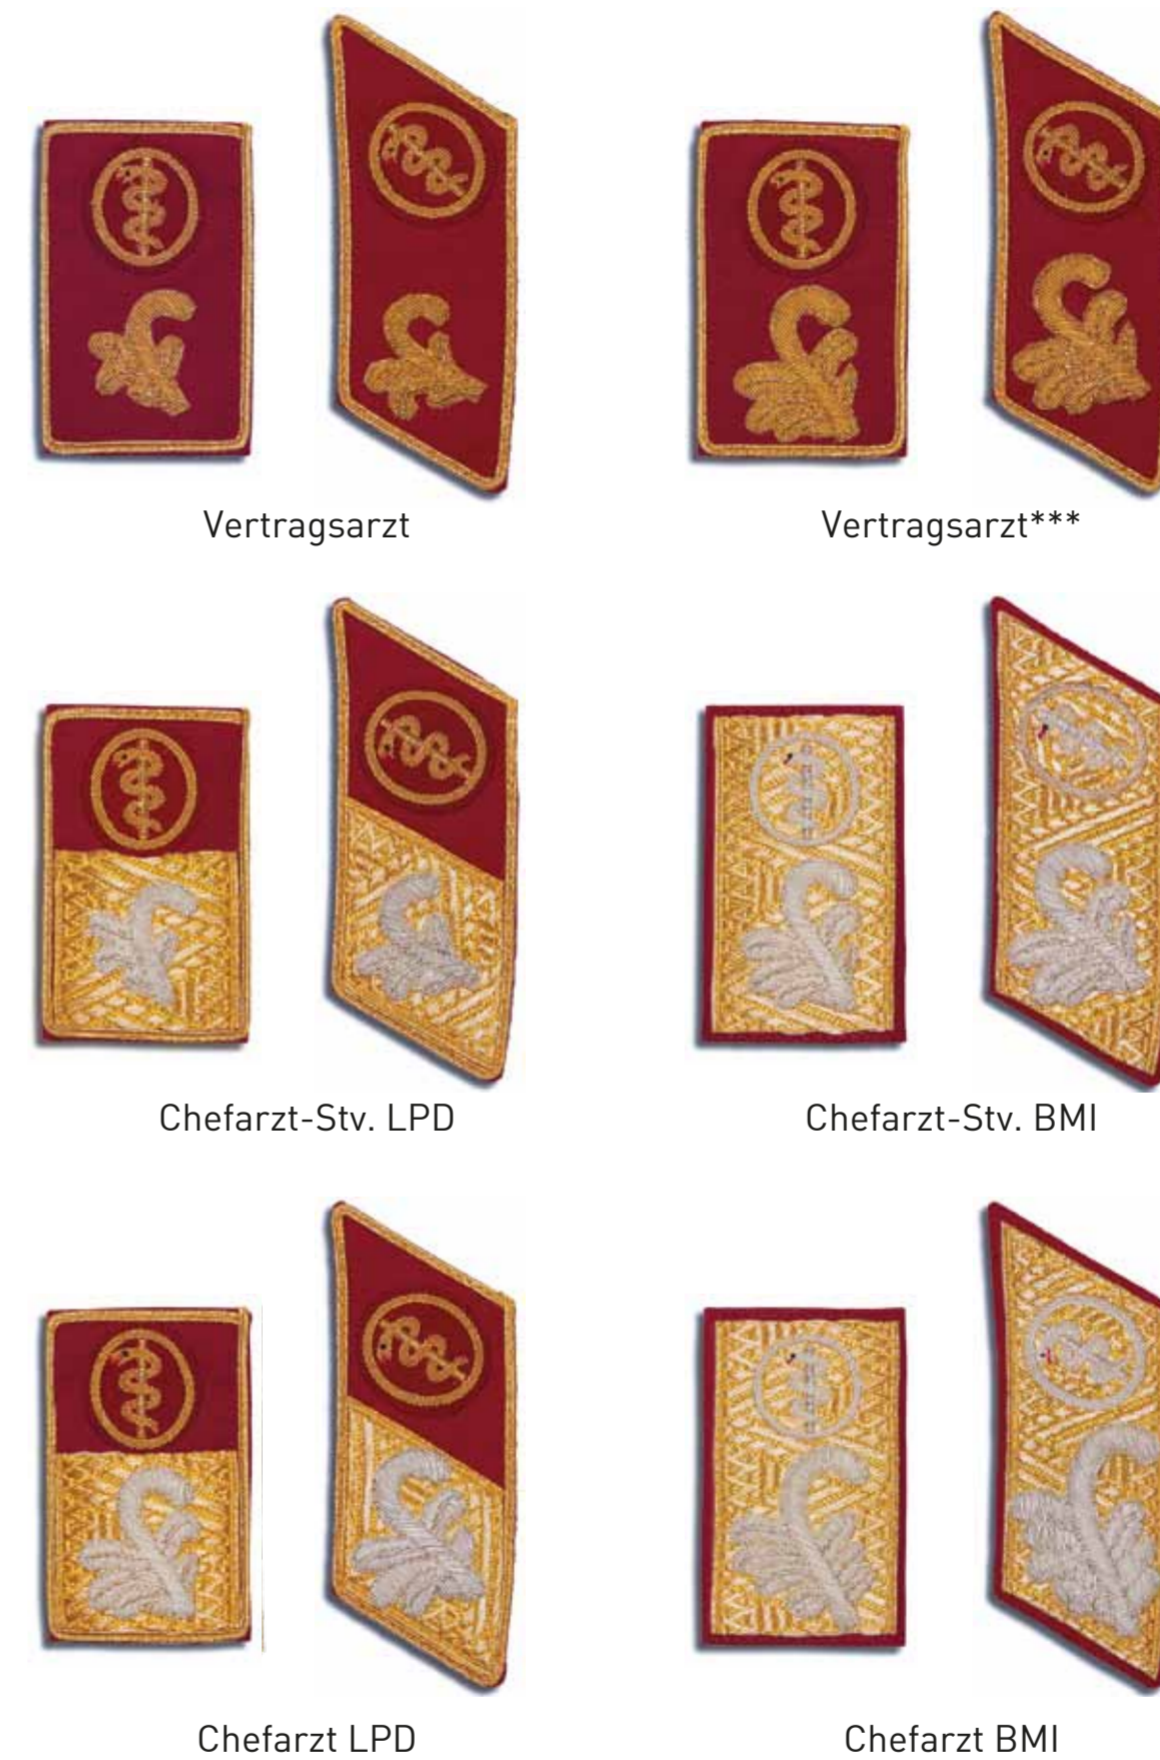 Vertragsarzt
Vertragsarzt***
Chefarzt-Stv. LPD
Chefarzt-Stv. BMI
Chefarzt LPD
Chefarzt BMI